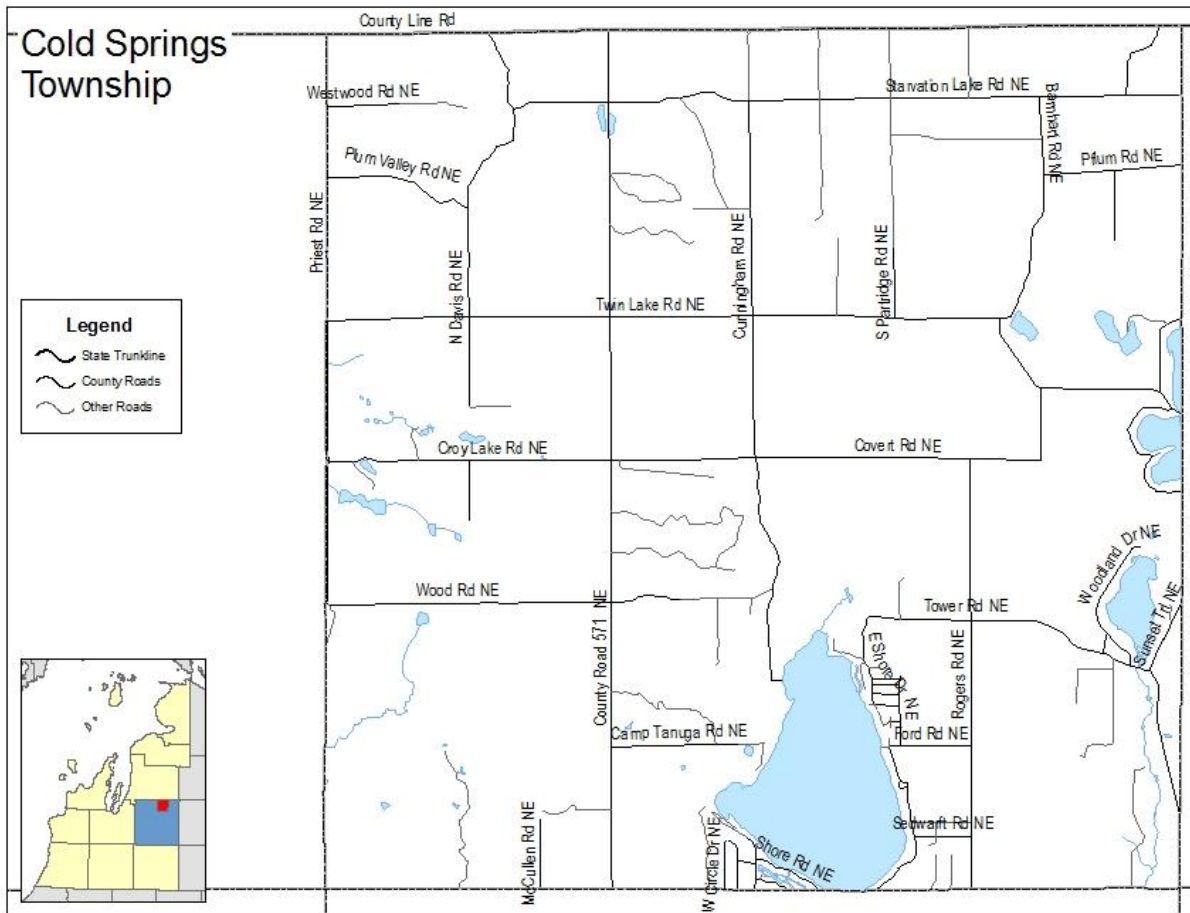 County Line Rd
Cold Springs
Township
Westwood Rd NE
Starvation Lake Rd NE
Barnhart Rd NE
Plum Valley Rd NE
Pflum Rd NE
Priest Rd NE
N Davis Rd NE
Cunningham Rd NE
S Partridge Rd NE
Twin Lake Rd NE
Legend
State Trunkline
County Roads
Other Roads
Croy Lake Rd NE
Covert Rd NE
Woodland Dr NE
Wood Rd NE
Tower Rd NE
Sunset Trl NE
County Road 571 NE
E Shore Dr NE
Rogers Rd NE
Camp Tanuga Rd NE
Ford Rd NE
McCullen Rd NE
W Circle Dr NE
Shore Rd NE
Sedwarft Rd NE